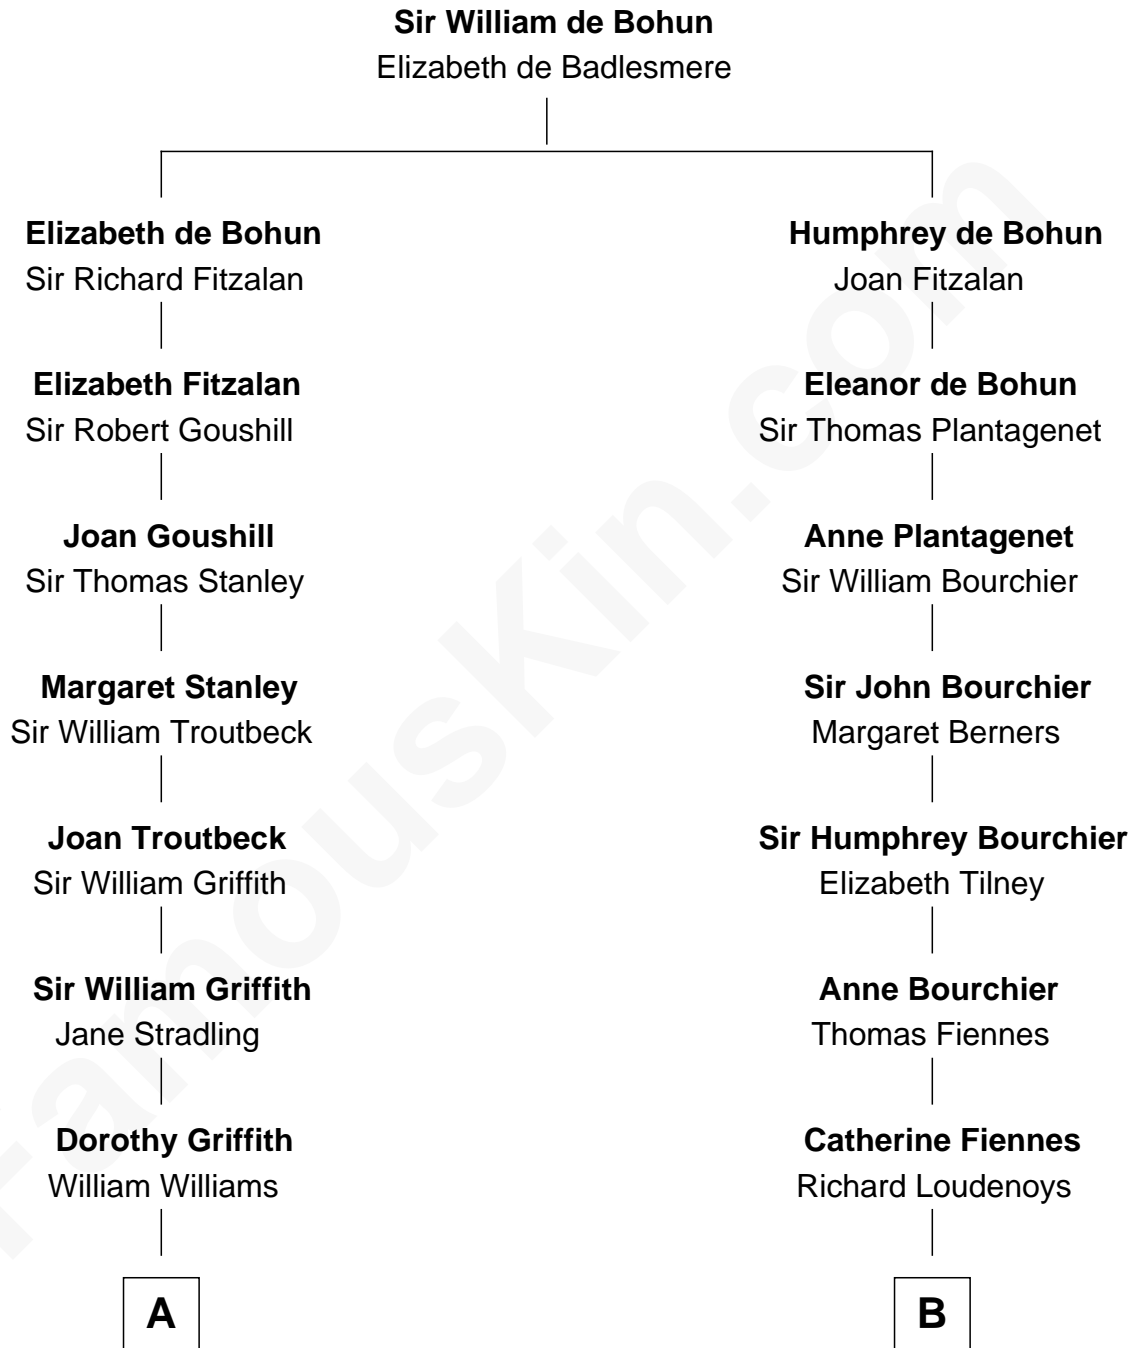 Sir William de Bohun
Elizabeth de Badlesmere
Elizabeth de Bohun
Sir Richard Fitzalan
Humphrey de Bohun
Joan Fitzalan
Elizabeth Fitzalan
Sir Robert Goushill
Eleanor de Bohun
Sir Thomas Plantagenet
Joan Goushill
Sir Thomas Stanley
Anne Plantagenet
Sir William Bourchier
Margaret Stanley
Sir William Troutbeck
Sir John Bourchier
Margaret Berners
Joan Troutbeck
Sir William Griffith
Sir Humphrey Bourchier
Elizabeth Tilney
Sir William Griffith
Jane Stradling
Anne Bourchier
Thomas Fiennes
Dorothy Griffith
William Williams
Catherine Fiennes
Richard Loudenoys
A
B
FamousKin.com